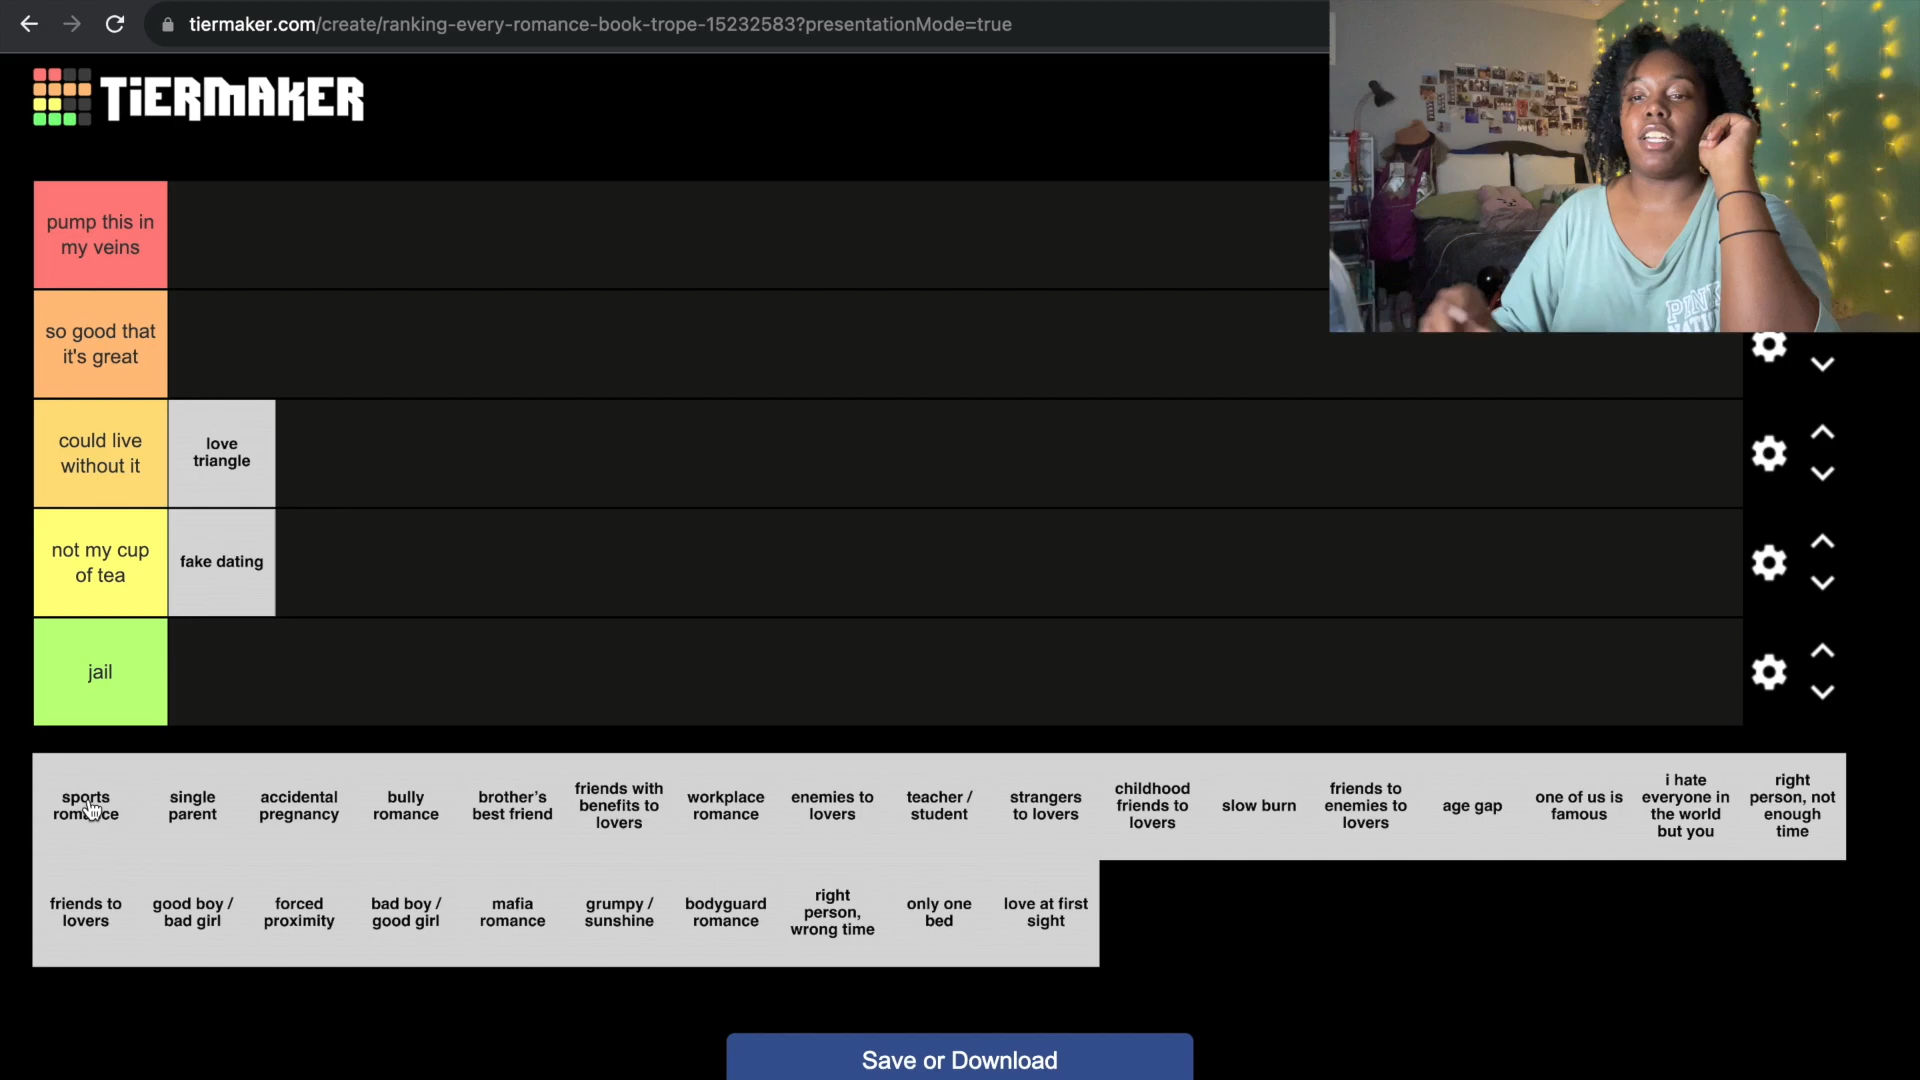 tiermaker.com/create/ranking-every-romance-book-trope-15232583?presentationMode=true
TiERMAKER
pump this in
my veins
so good that
it's great
could live
without it
love
triangle
not my cup
of tea
fake dating
jail
sports
romance
single
parent
accidental
pregnancy
bully
romance
brother's
best friend
friends with
benefits to
lovers
workplace
romance
enemies to
lovers
teacher /
student
strangers
to lovers
childhood
friends to
lovers
slow burn
friends to
enemies to
lovers
age gap
one of us is
famous
i hate
everyone in
the world
but you
right
person, not
enough
time
friends to
lovers
good boy /
bad girl
forced
proximity
bad boy /
good girl
mafia
romance
grumpy /
sunshine
bodyguard
romance
right
person,
wrong time
only one
bed
love at first
sight
Save or Download